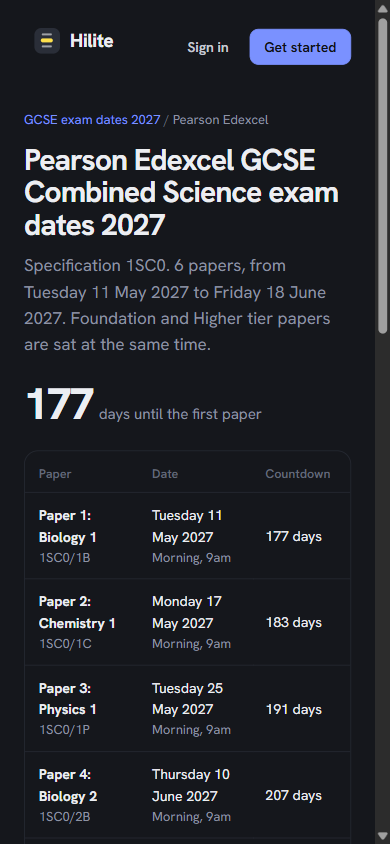 Hilite
Sign in
Get started
GCSE exam dates 2027 / Pearson Edexcel
Pearson Edexcel GCSE
Combined Science exam
dates 2027
Specification 1SC0. 6 papers, from
Tuesday 11 May 2027 to Friday 18 June
2027. Foundation and Higher tier papers
are sat at the same time.
177 days until the first paper
Paper Date Countdown
Paper 1:
Biology 1
1SC0/1B
Tuesday 11
May 2027
Morning, 9am
177 days
Paper 2:
Chemistry 1
1SC0/1C
Monday 17
May 2027
Morning, 9am
183 days
Paper 3:
Physics 1
1SC0/1P
Tuesday 25
May 2027
Morning, 9am
191 days
Paper 4:
Biology 2
1SC0/2B
Thursday 10
June 2027
Morning, 9am
207 days